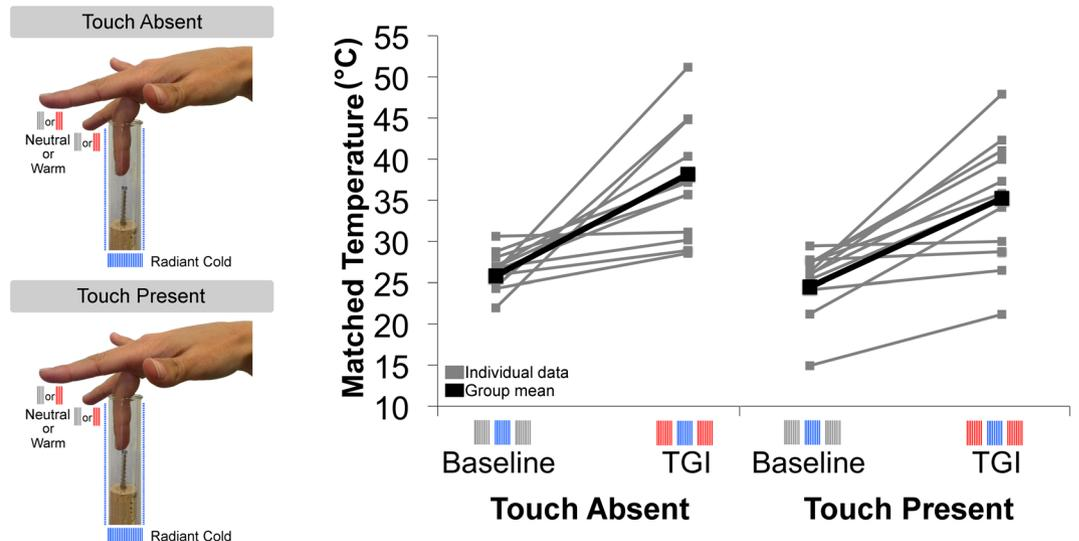 Touch Absent
or
Neutral
or
Warm
or
Radiant Cold
Touch Present
or
Neutral
or
Warm
or
Radiant Cold
Matched Temperature (°C)
55
50
45
40
35
30
25
20
15
10
Individual data
Group mean
Baseline
TGI
Baseline
TGI
Touch Absent
Touch Present